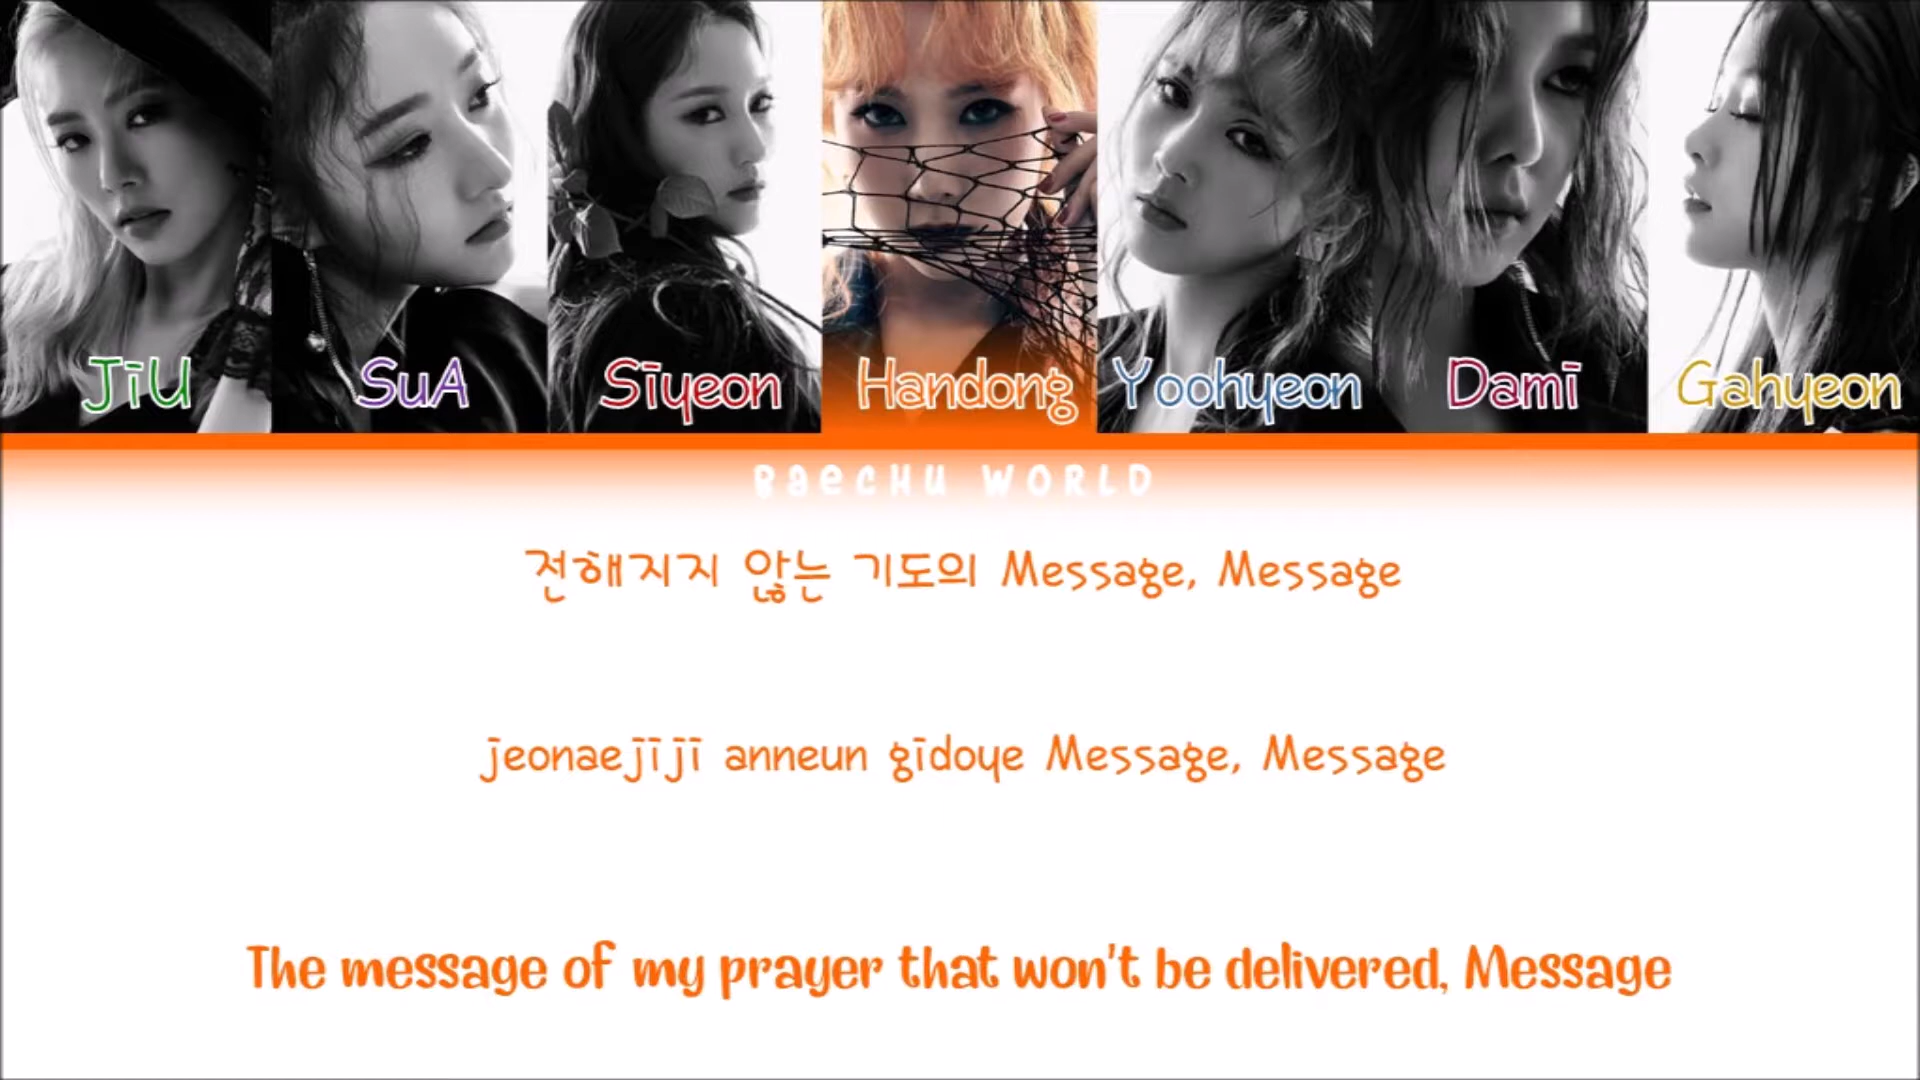 JiU
SuA
Siyeon
Handong
Yoohyeon
Dami
Gahyeon
BaeCHu WORLD
전해지지 않는 기도의 Message, Message
jeonaejiji anneun gidoye Message, Message
The message of my prayer that won't be delivered, Message